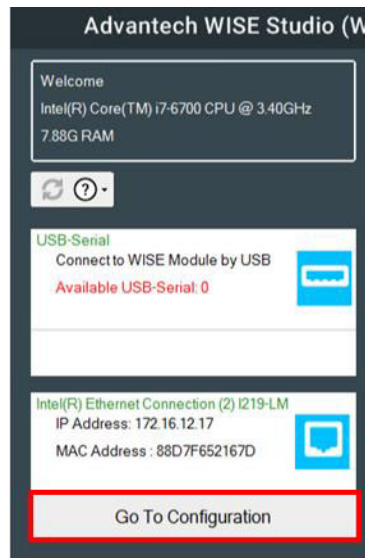 Advantech WISE Studio (W
Welcome
Intel(R) Core(TM) i7-6700 CPU @ 3.40GHz
7.88G RAM
USB-Serial
Connect to WISE Module by USB
Available USB-Serial: 0
Intel(R) Ethernet Connection (2) I219-LM
IP Address: 172.16.12.17
MAC Address : 88D7F652167D
Go To Configuration